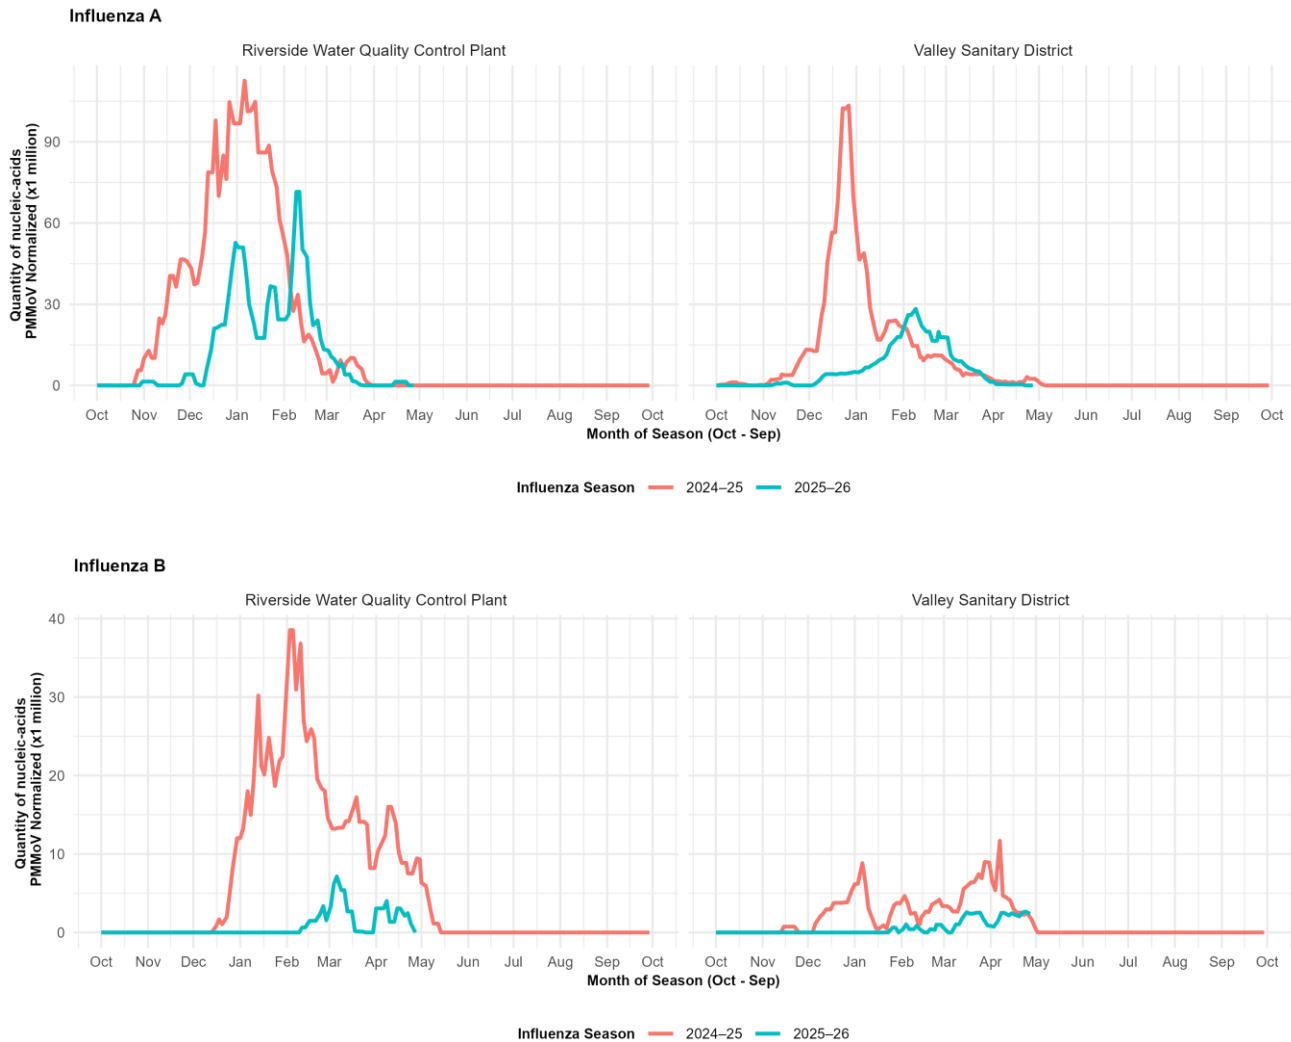 Influenza A
Riverside Water Quality Control Plant
Valley Sanitary District
Quantity of nucleic-acids
PMMoV Normalized (x1 million)
90
60
30
0
Oct Nov Dec Jan Feb Mar Apr May Jun Jul Aug Sep Oct
Oct Nov Dec Jan Feb Mar Apr May Jun Jul Aug Sep Oct
Month of Season (Oct - Sep)
Influenza Season 2024–25 2025–26
Influenza B
Riverside Water Quality Control Plant
Valley Sanitary District
Quantity of nucleic-acids
PMMoV Normalized (x1 million)
40
30
20
10
0
Oct Nov Dec Jan Feb Mar Apr May Jun Jul Aug Sep Oct
Oct Nov Dec Jan Feb Mar Apr May Jun Jul Aug Sep Oct
Month of Season (Oct - Sep)
Influenza Season 2024–25 2025–26